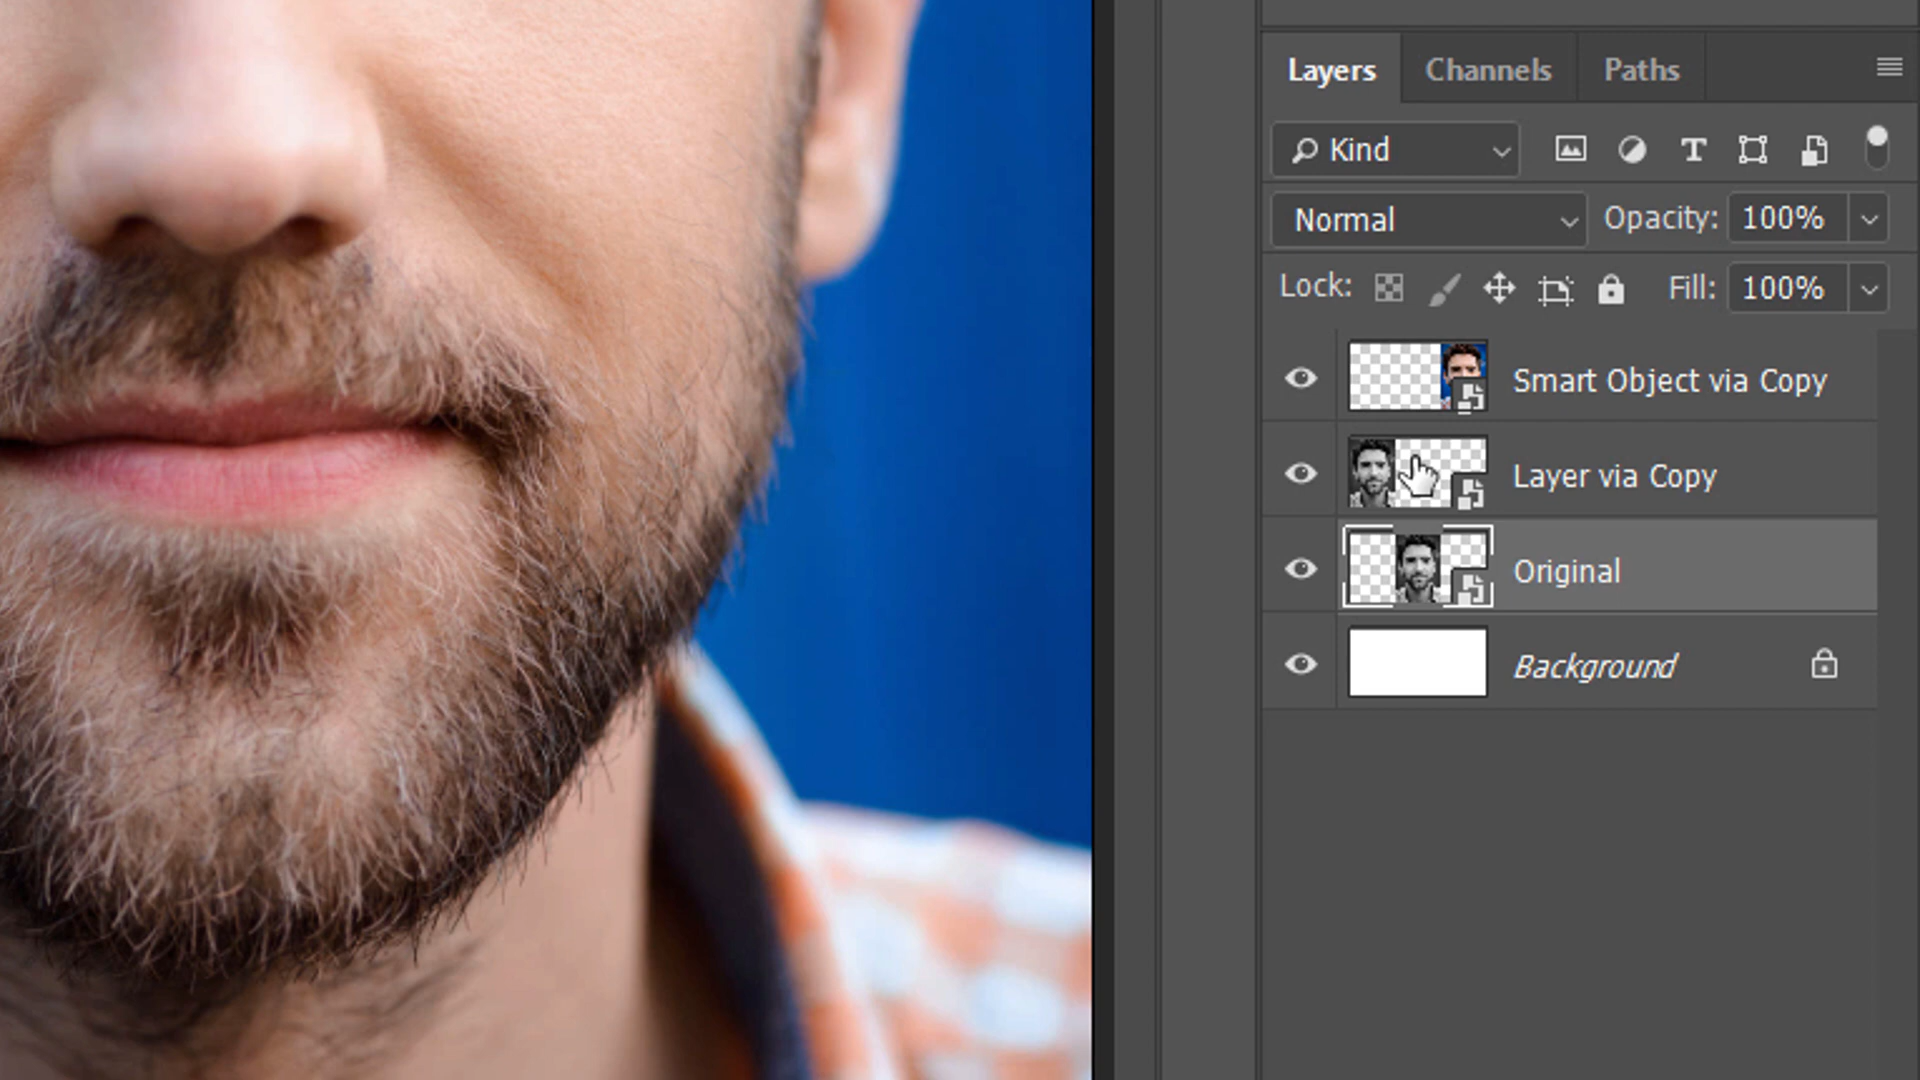 Layers Channels Paths
Kind
Normal Opacity: 100%
Lock: Fill: 100%
Smart Object via Copy
Layer via Copy
Original
Background